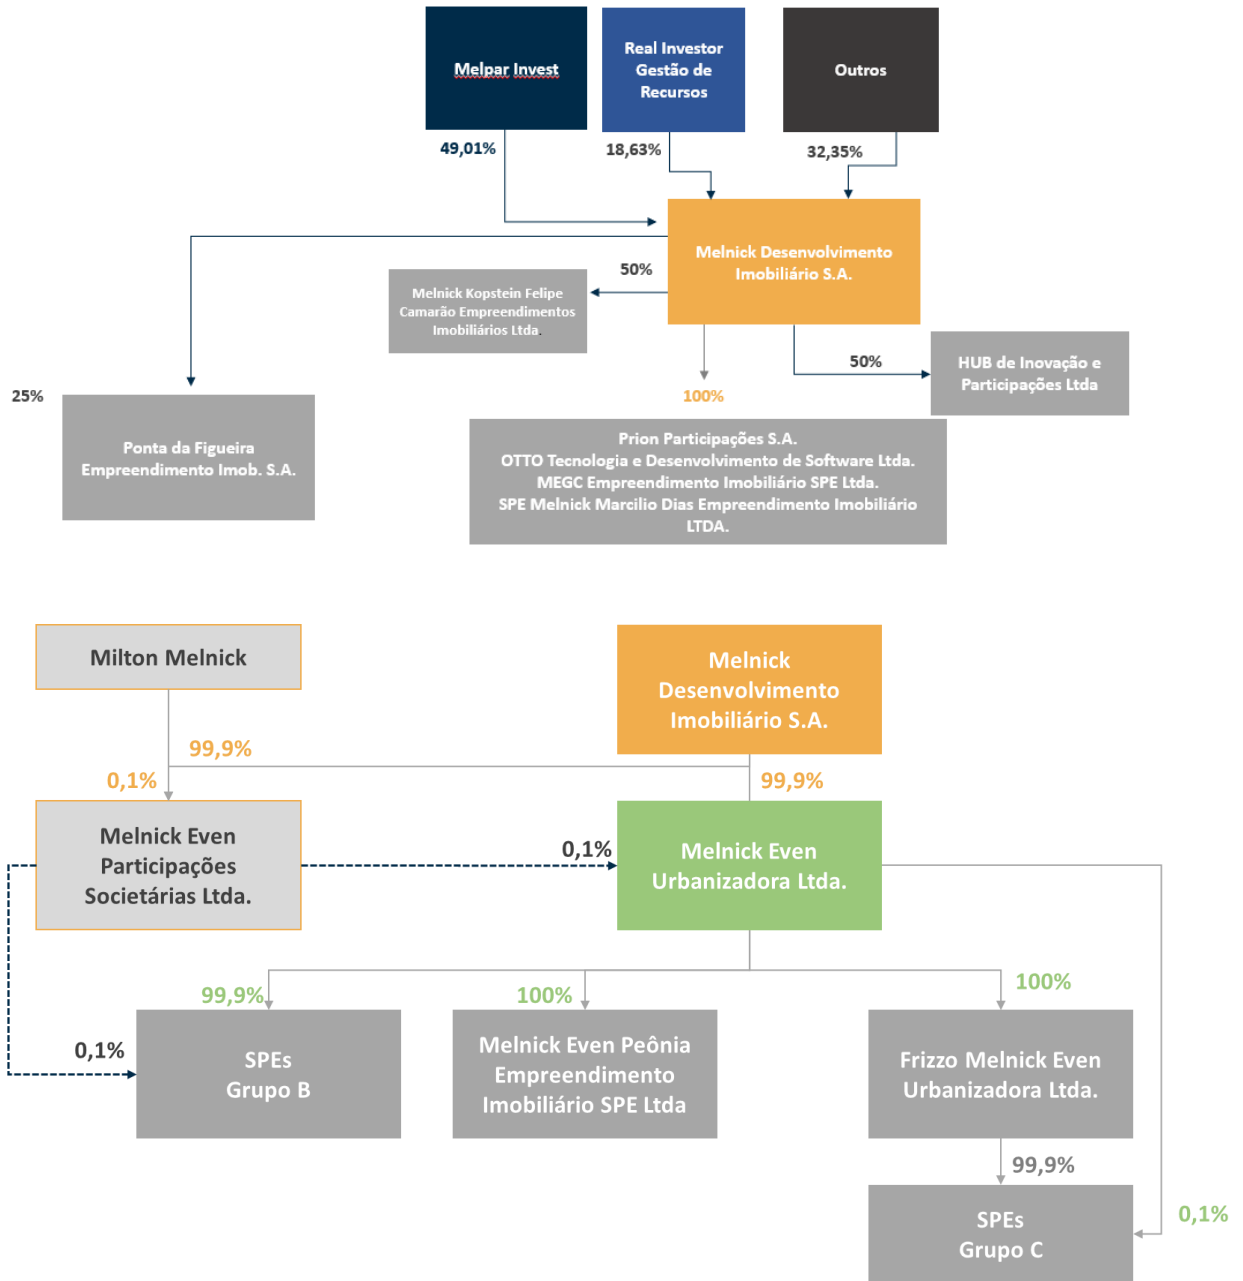 Melpar Invest
Real Investor
Gestão de
Recursos
Outros
49,01%
18,63%
32,35%
Melnick Desenvolvimento
Imobiliário S.A.
50%
Melnick Kopstein Felipe
Camarão Empreendimentos
Imobiliários Ltda.
50%
HUB de Inovação e
Participações Ltda
25%
100%
Ponta da Figueira
Empreendimento Imob. S.A.
Prion Participações S.A.
OTTO Tecnologia e Desenvolvimento de Software Ltda.
MEGC Empreendimento Imobiliário SPE Ltda.
SPE Melnick Marcilio Dias Empreendimento Imobiliário
LTDA.
Milton Melnick
Melnick
Desenvolvimento
Imobiliário S.A.
99,9%
0,1%
99,9%
Melnick Even
Participações
Societárias Ltda.
0,1%
Melnick Even
Urbanizadora Ltda.
99,9%
100%
100%
0,1%
SPEs
Grupo B
Melnick Even Peônia
Empreendimento
Imobiliário SPE Ltda
Frizzo Melnick Even
Urbanizadora Ltda.
99,9%
0,1%
SPEs
Grupo C